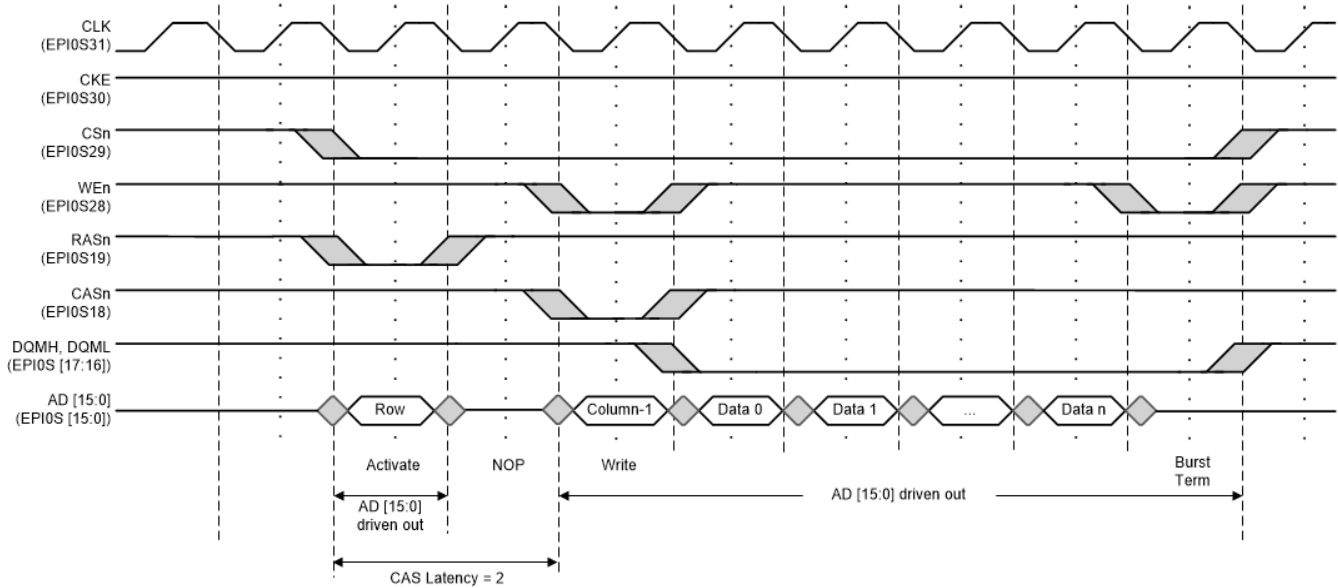 CLK
(EPI0S31)
CKE
(EPI0S30)
CSn
(EPI0S29)
WEn
(EPI0S28)
RASn
(EPI0S19)
CASn
(EPI0S18)
DQMH, DQML
(EPI0S [17:16])
AD [15:0]
(EPI0S [15:0])
Row
Column-1
Data 0
Data 1
...
Data n
Activate
NOP
Write
Burst
Term
AD [15:0]
driven out
AD [15:0] driven out
CAS Latency = 2